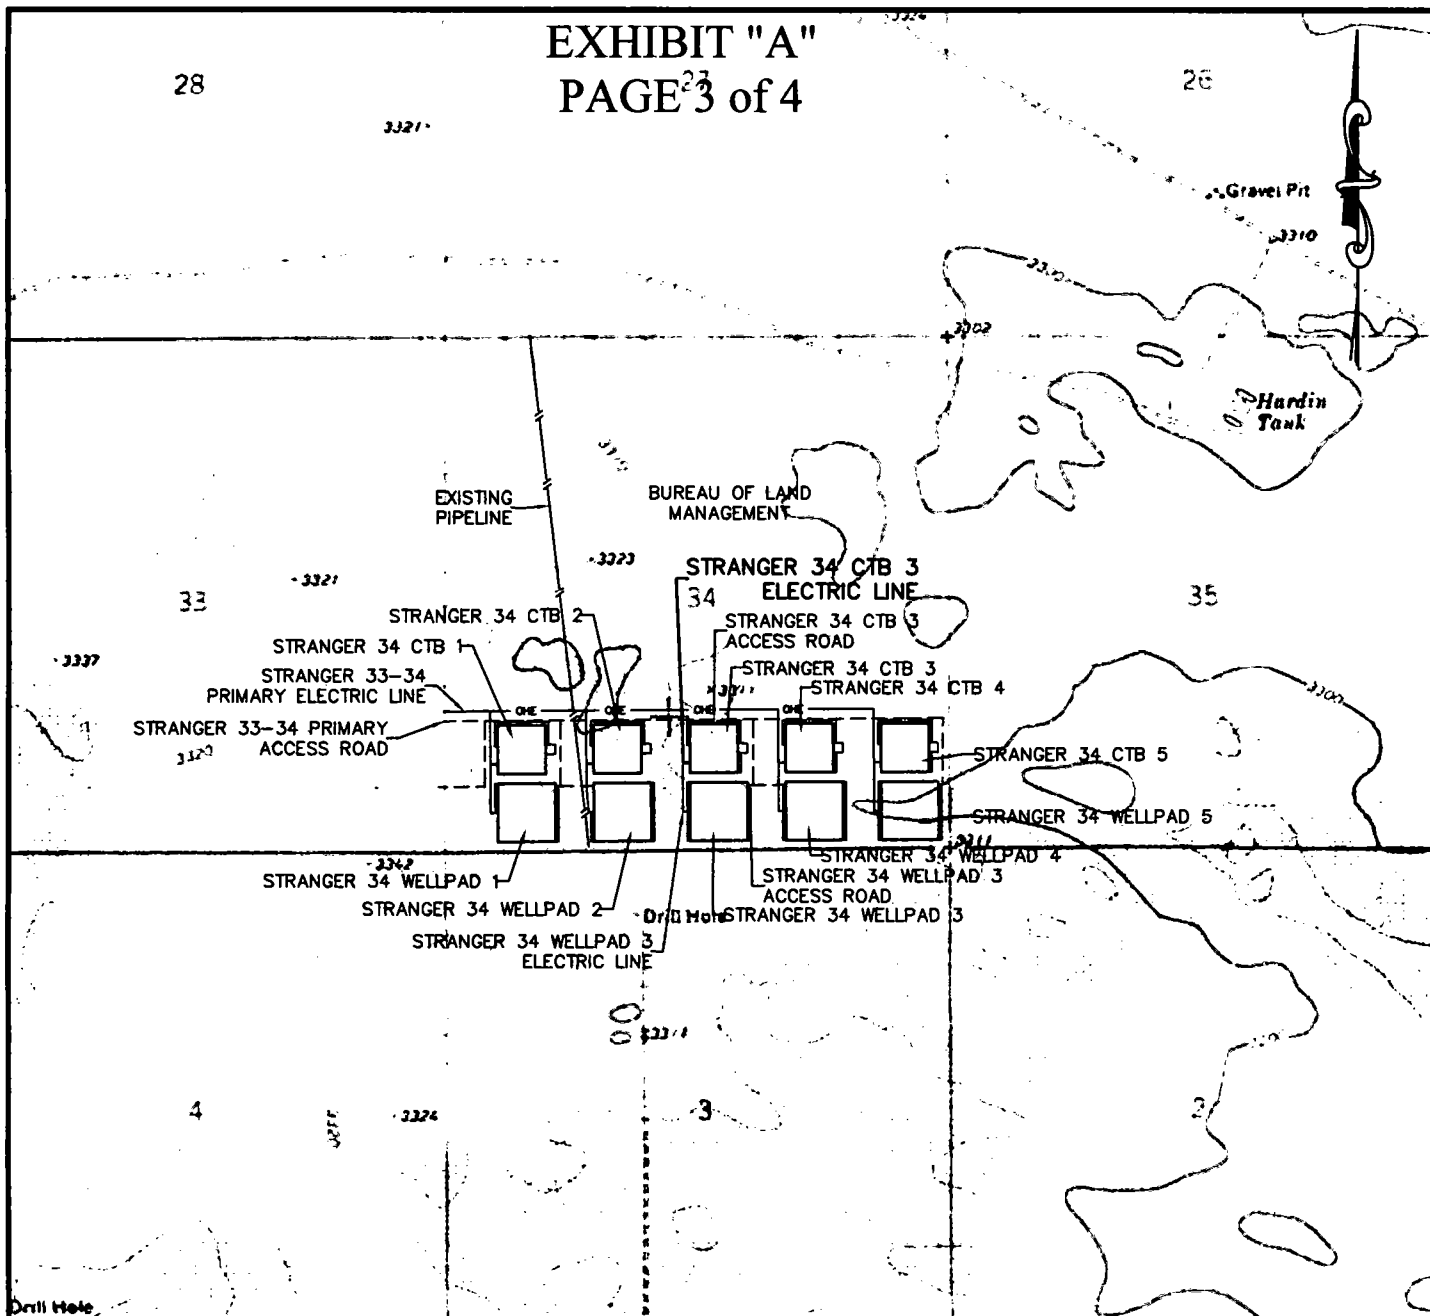 EXHIBIT "A"
PAGE 3 of 4
28
27
26
3321
Gravel Pit
3310
3302
Hardin
Tank
EXISTING
PIPELINE
BUREAU OF LAND
MANAGEMENT
3323
3321
33
34
35
STRANGER 34 CTB 3
ELECTRIC LINE
STRANGER 34 CTB 2
STRANGER 34 CTB 3
ACCESS ROAD
STRANGER 34 CTB 1
3337
STRANGER 34 CTB 3
STRANGER 33-34
PRIMARY ELECTRIC LINE
STRANGER 34 CTB 4
3300
OHE
OHE
OHE
OHE
STRANGER 33-34 PRIMARY
ACCESS ROAD
STRANGER 34 CTB 5
STRANGER 34 WELLPAD 5
3311
STRANGER 34 WELLPAD 4
3342
STRANGER 34 WELLPAD 1
STRANGER 34 WELLPAD 3
ACCESS ROAD
STRANGER 34 WELLPAD 2
Drill Hole
STRANGER 34 WELLPAD 3
STRANGER 34 WELLPAD 3
ELECTRIC LINE
4
3324
3
2
Drill Hole